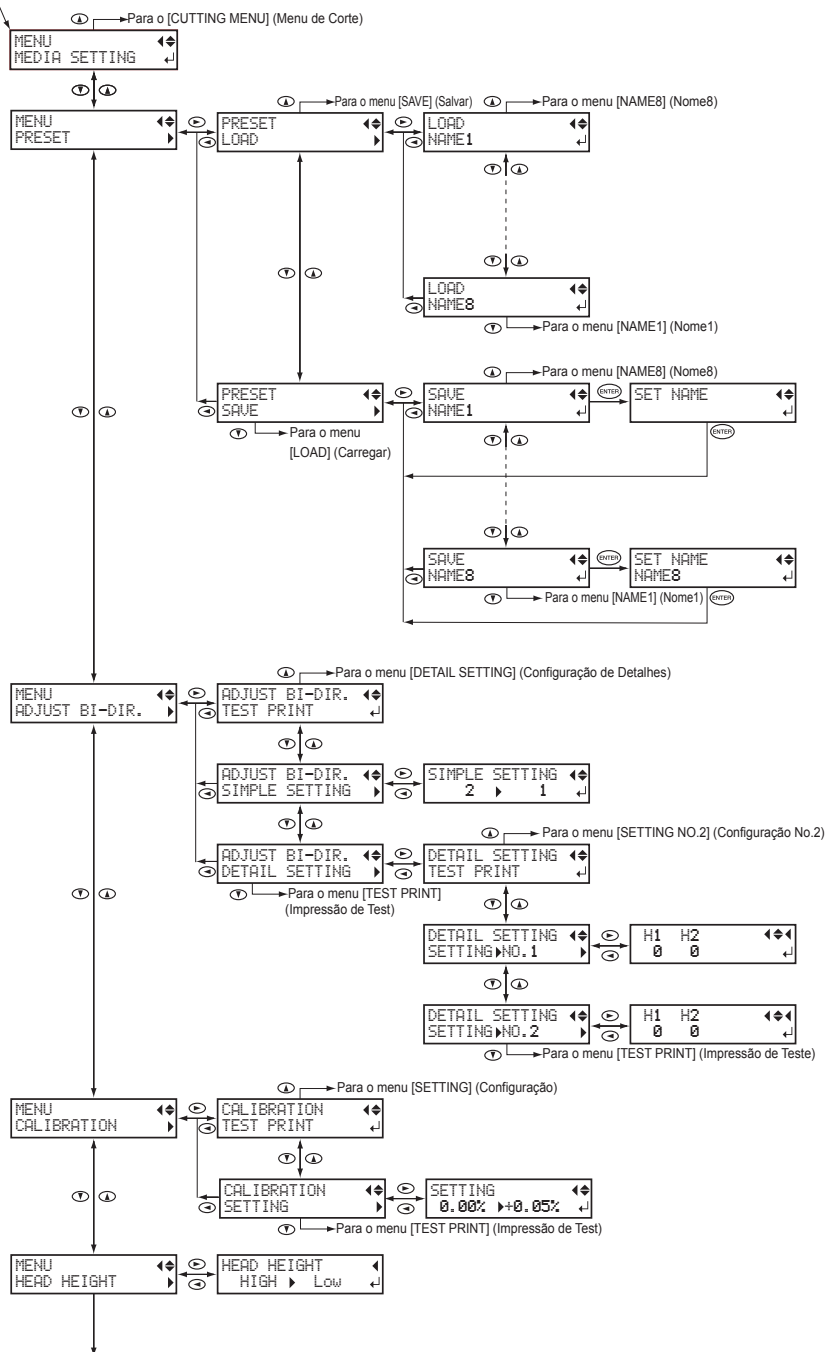 Para o [CUTTING MENU] (Menu de Corte)
MENU
MEDIA SETTING
MENU
PRESET
Para o menu [SAVE] (Salvar)
PRESET
LOAD
Para o menu [NAME8] (Nome8)
LOAD
NAME1
LOAD
NAME8
Para o menu [NAME1] (Nome1)
PRESET
SAVE
Para o menu
[LOAD] (Carregar)
Para o menu [NAME8] (Nome8)
SAVE
NAME1
ENTER
SET NAME
ENTER
SAVE
NAME8
ENTER
SET NAME
NAME8
Para o menu [NAME1] (Nome1)
ENTER
Para o menu [DETAIL SETTING] (Configuração de Detalhes)
MENU
ADJUST BI-DIR.
ADJUST BI-DIR.
TEST PRINT
ADJUST BI-DIR.
SIMPLE SETTING
SIMPLE SETTING
2 1
Para o menu [SETTING NO.2] (Configuração No.2)
ADJUST BI-DIR.
DETAIL SETTING
DETAIL SETTING
TEST PRINT
Para o menu [TEST PRINT]
(Impressão de Test)
DETAIL SETTING
SETTING NO.1
H1 H2
0 0
DETAIL SETTING
SETTING NO.2
H1 H2
0 0
Para o menu [TEST PRINT] (Impressão de Teste)
Para o menu [SETTING] (Configuração)
MENU
CALIBRATION
CALIBRATION
TEST PRINT
CALIBRATION
SETTING
SETTING
0.00% +0.05%
Para o menu [TEST PRINT] (Impressão de Test)
MENU
HEAD HEIGHT
HEAD HEIGHT
HIGH Low